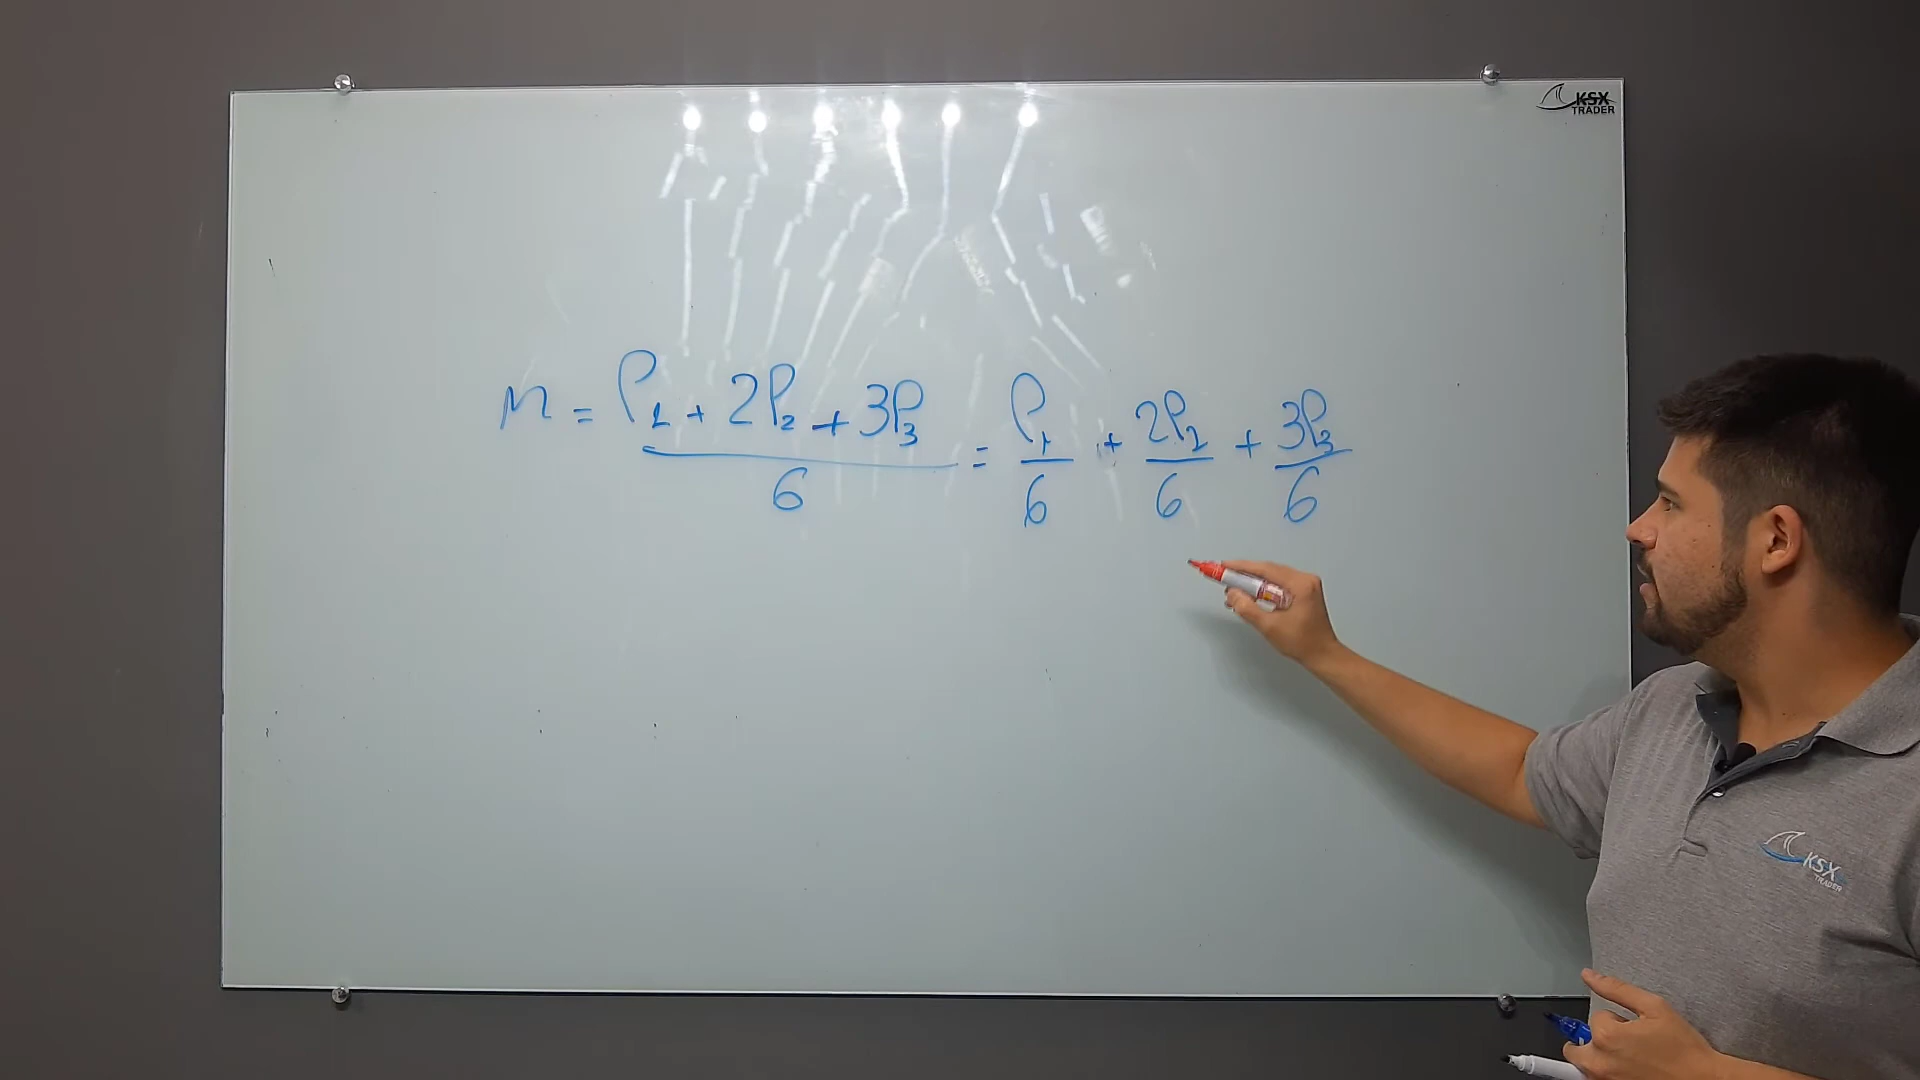 KSX
TRADER
M = P1 + 2P2 + 3P3 / 6 = P1/6 + 2P2/6 + 3P3/6
KSX
TRADER